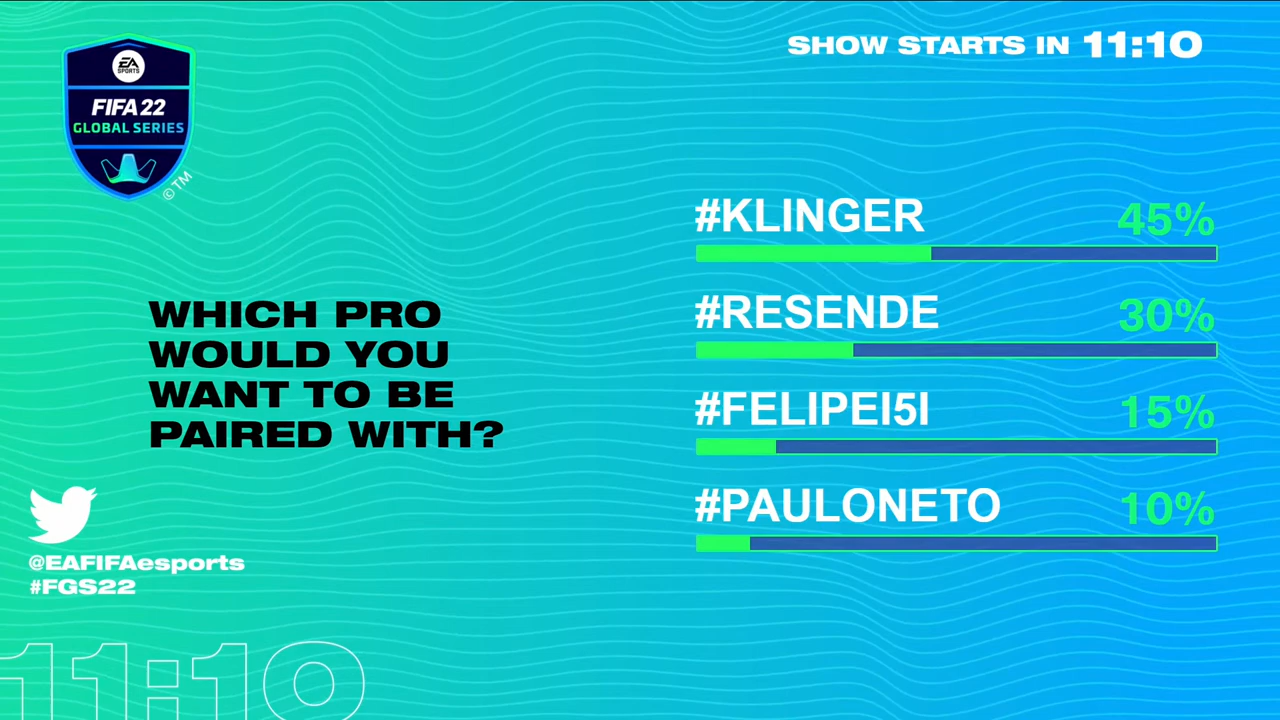 EA
SPORTS
FIFA 22
GLOBAL SERIES
©™
SHOW STARTS IN 11:10
WHICH PRO
WOULD YOU
WANT TO BE
PAIRED WITH?
#KLINGER 45%
#RESENDE 30%
#FELIPEI5I 15%
#PAULONETO 10%
@EAFIFAesports
#FGS22
11:10